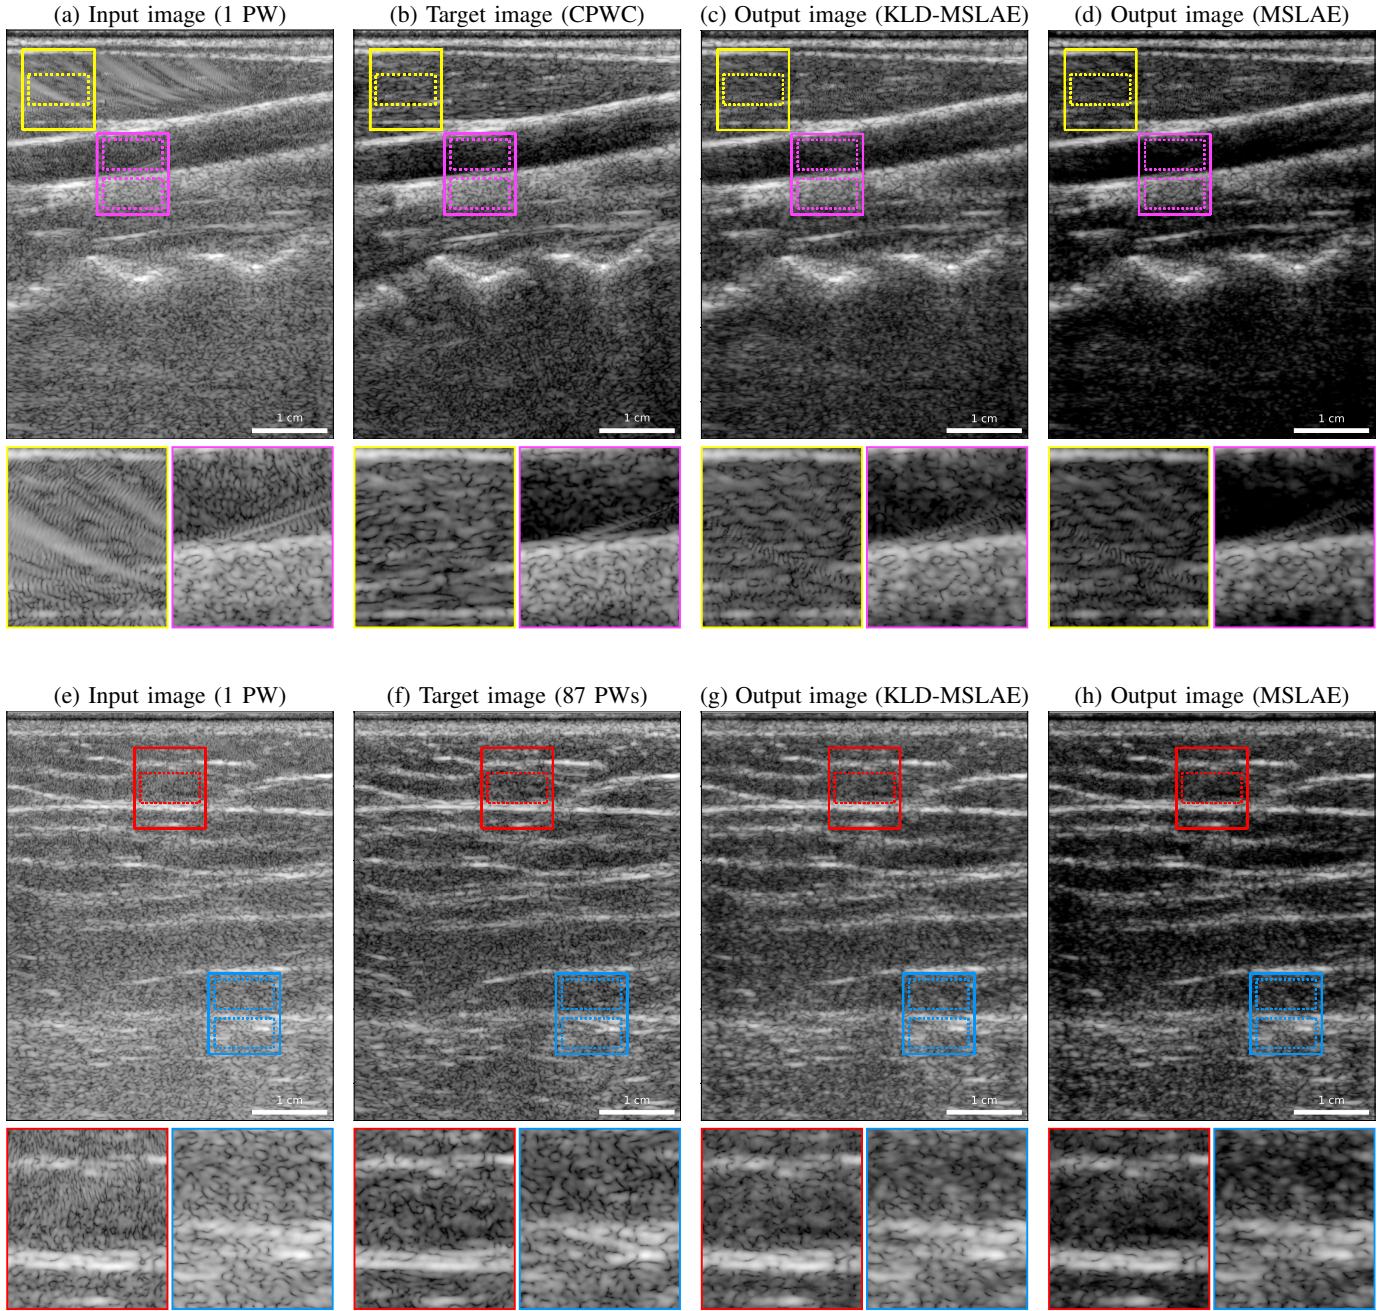 (a) Input image (1 PW)
(b) Target image (CPWC)
(c) Output image (KLD-MSLAE)
(d) Output image (MSLAE)
1 cm
1 cm
1 cm
1 cm
(e) Input image (1 PW)
(f) Target image (87 PWs)
(g) Output image (KLD-MSLAE)
(h) Output image (MSLAE)
1 cm
1 cm
1 cm
1 cm